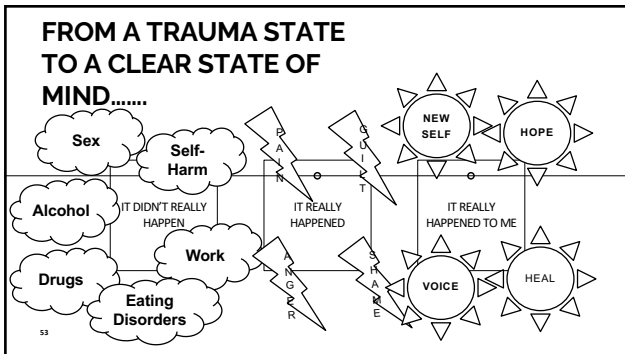 FROM A TRAUMA STATE
TO A CLEAR STATE OF
MIND.......
Sex
Self-
Harm
Alcohol
IT DIDN'T REALLY
HAPPEN
Work
Drugs
Eating
Disorders
PAIN
GUILT
IT REALLY
HAPPENED
ANGER
SHAME
NEW
SELF
HOPE
IT REALLY
HAPPENED TO ME
VOICE
HEAL
53